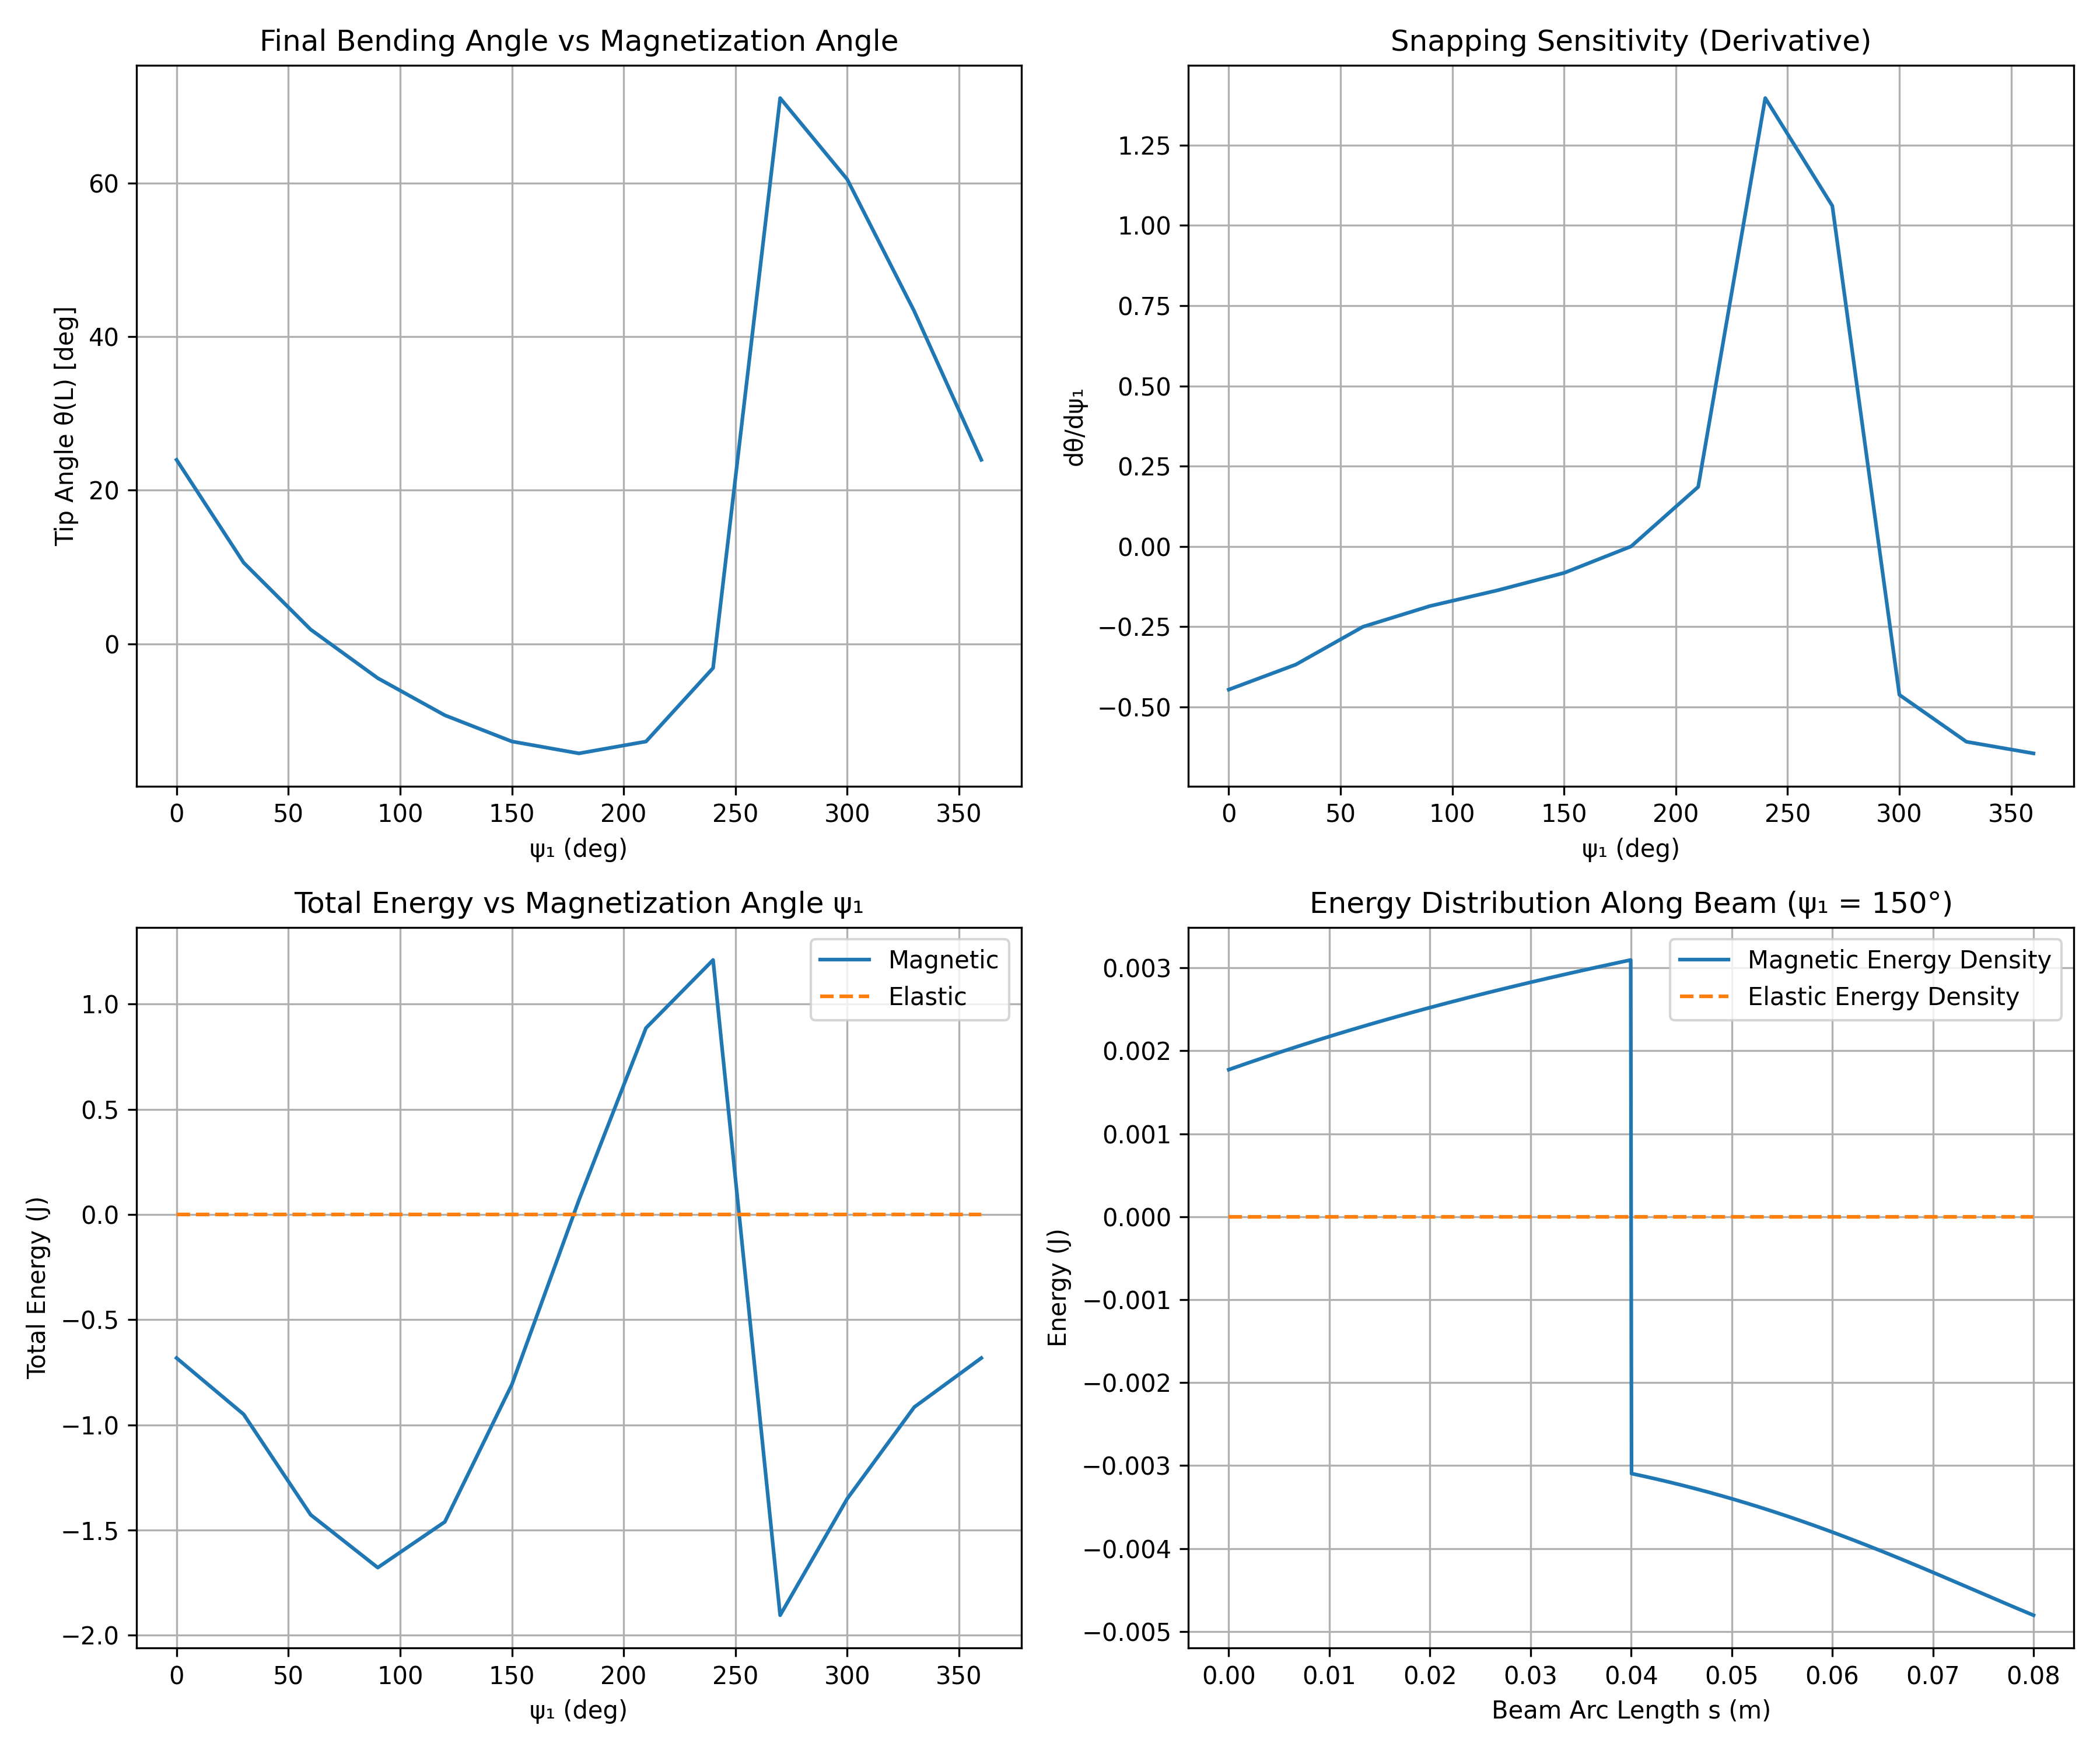 Final Bending Angle vs Magnetization Angle
Tip Angle θ(L) [deg]
60
40
20
0
0 50 100 150 200 250 300 350
ψ₁ (deg)
Snapping Sensitivity (Derivative)
dθ/dψ₁
1.25
1.00
0.75
0.50
0.25
0.00
−0.25
−0.50
0 50 100 150 200 250 300 350
ψ₁ (deg)
Total Energy vs Magnetization Angle ψ₁
Magnetic
Elastic
Total Energy (J)
1.0
0.5
0.0
−0.5
−1.0
−1.5
−2.0
0 50 100 150 200 250 300 350
ψ₁ (deg)
Energy Distribution Along Beam (ψ₁ = 150°)
Magnetic Energy Density
Elastic Energy Density
Energy (J)
0.003
0.002
0.001
0.000
−0.001
−0.002
−0.003
−0.004
−0.005
0.00 0.01 0.02 0.03 0.04 0.05 0.06 0.07 0.08
Beam Arc Length s (m)